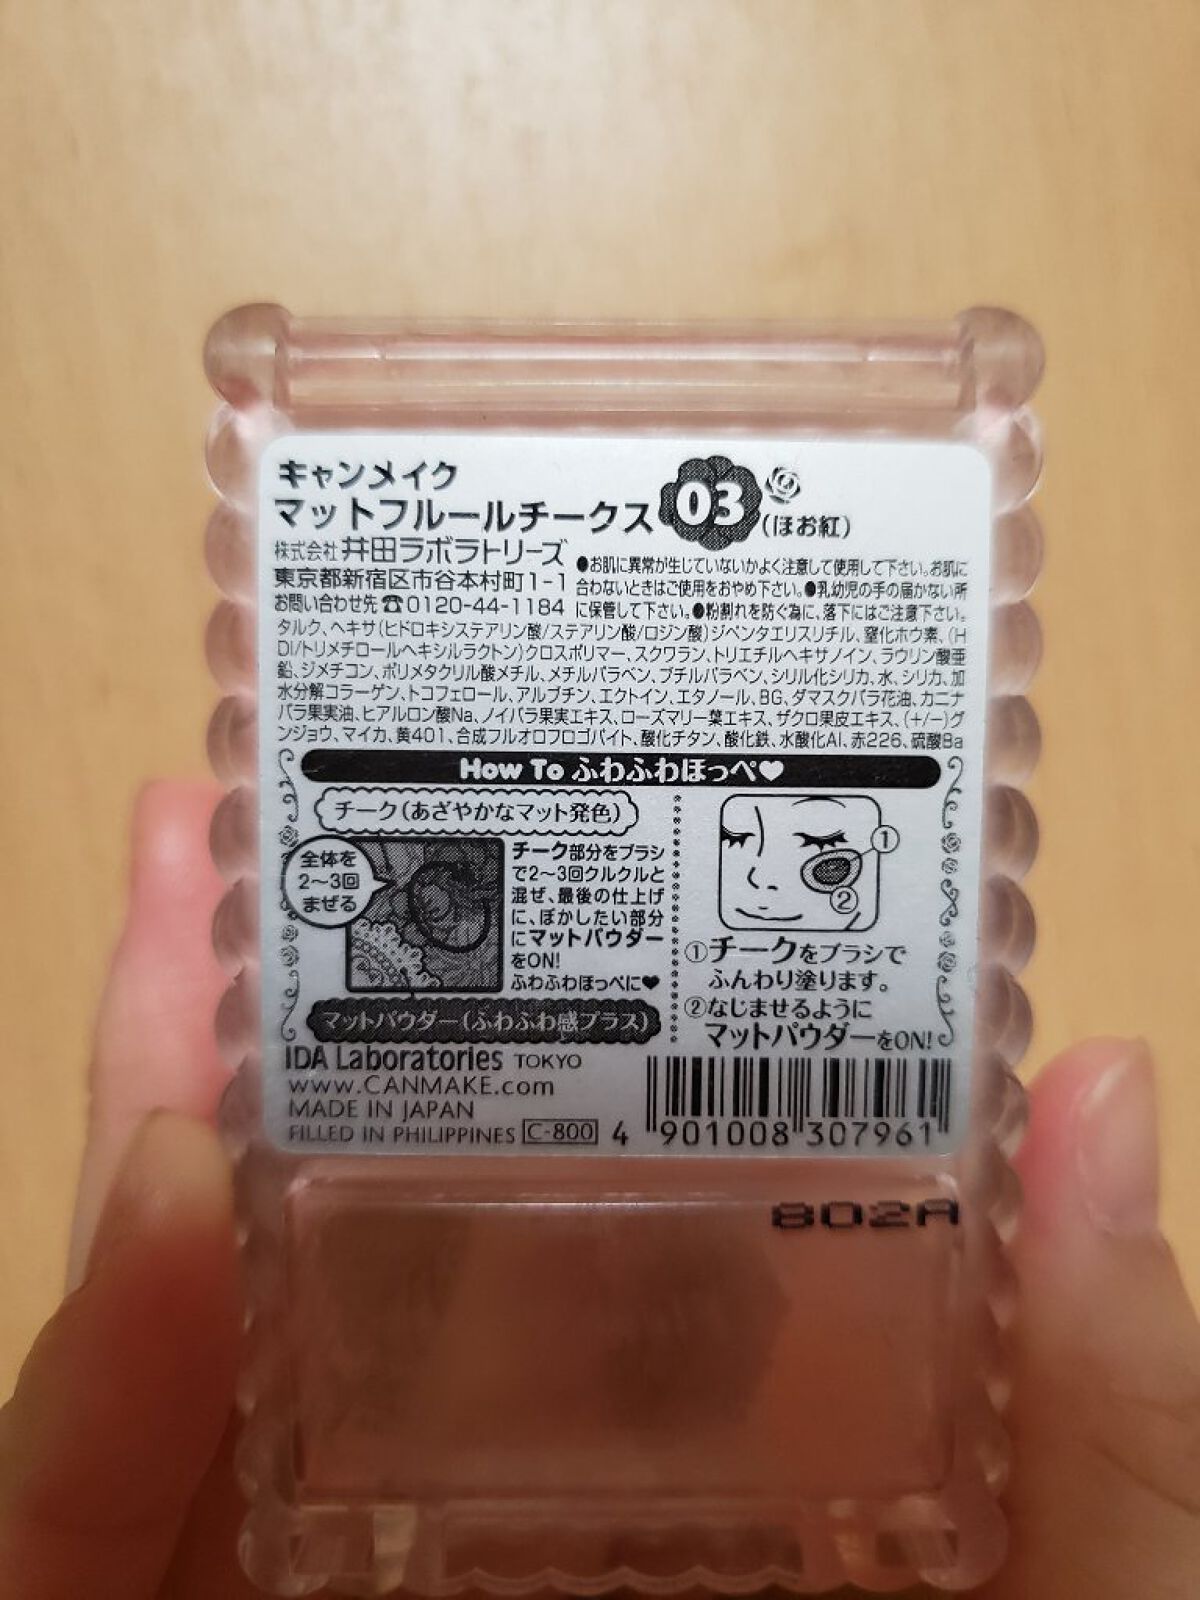 キャンメイク
マットフルールチークス 03 (ほお紅)
株式会社 井田ラボラトリーズ
東京都新宿区市谷本村町1-1
お問い合わせ先☎0120-44-1184
●お肌に異常が生じていないかよく注意して使用して下さい。お肌に
合わないときはご使用をおやめ下さい。●乳幼児の手の届かない所
に保管して下さい。●粉割れを防ぐ為に、落下にはご注意下さい。
タルク、ヘキサ(ヒドロキシステアリン酸/ステアリン酸/ロジン酸)ジペンタエリスリチル、窒化ホウ素、(H
DI/トリメチロールヘキシルラクトン)クロスポリマー、スクワラン、トリエチルヘキサノイン、ラウリン酸亜
鉛、ジメチコン、ポリメタクリル酸メチル、メチルパラベン、ブチルパラベン、シリル化シリカ、水、シリカ、加
水分解コラーゲン、トコフェロール、アルブチン、エクトイン、エタノール、BG、ダマスクバラ花油、カニナ
バラ果実油、ヒアルロン酸Na、ノイバラ果実エキス、ローズマリー葉エキス、ザクロ果皮エキス、(+/-)グ
ンジョウ、マイカ、黄401、合成フルオロフロゴパイト、酸化チタン、酸化鉄、水酸化Al、赤226、硫酸Ba
How To ふわふわほっぺ♥
チーク(あざやかなマット発色)
全体を
2〜3回
まぜる
チーク部分をブラシ
で2〜3回クルクルと
混ぜ、最後の仕上げ
に、ぼかしたい部分
にマットパウダー
をON!
ふわふわほっぺに♥
マットパウダー(ふわふわ感プラス)
①
②
①チークをブラシで
ふんわり塗ります。
②なじませるように
マットパウダーをON!
IDA Laboratories TOKYO
www.CANMAKE.com
MADE IN JAPAN
FILLED IN PHILIPPINES C-800
4 901008 307961
802A